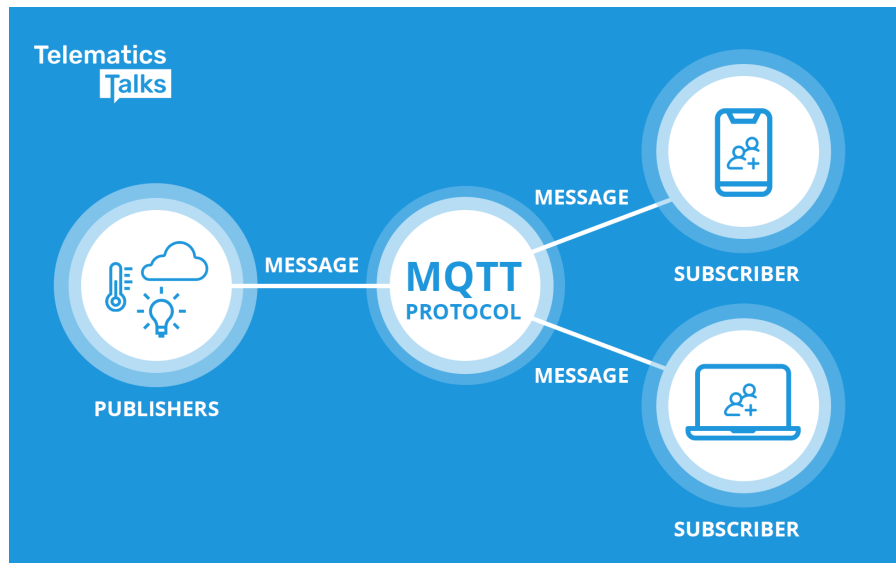 Telematics
Talks
MESSAGE
SUBSCRIBER
MESSAGE
MQTT
PROTOCOL
PUBLISHERS
MESSAGE
SUBSCRIBER